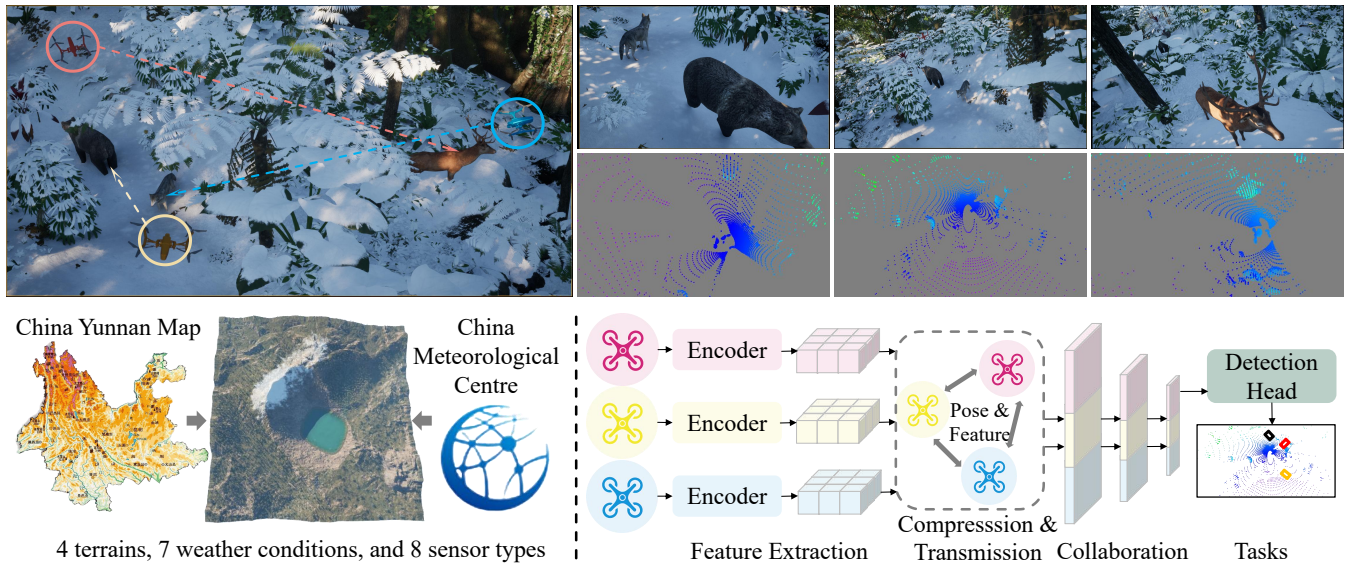 China Yunnan Map
China
Meteorological
Centre
4 terrains, 7 weather conditions, and 8 sensor types
Encoder
Encoder
Encoder
Pose &
Feature
Detection
Head
Feature Extraction
Compresssion &
Transmission
Collaboration
Tasks